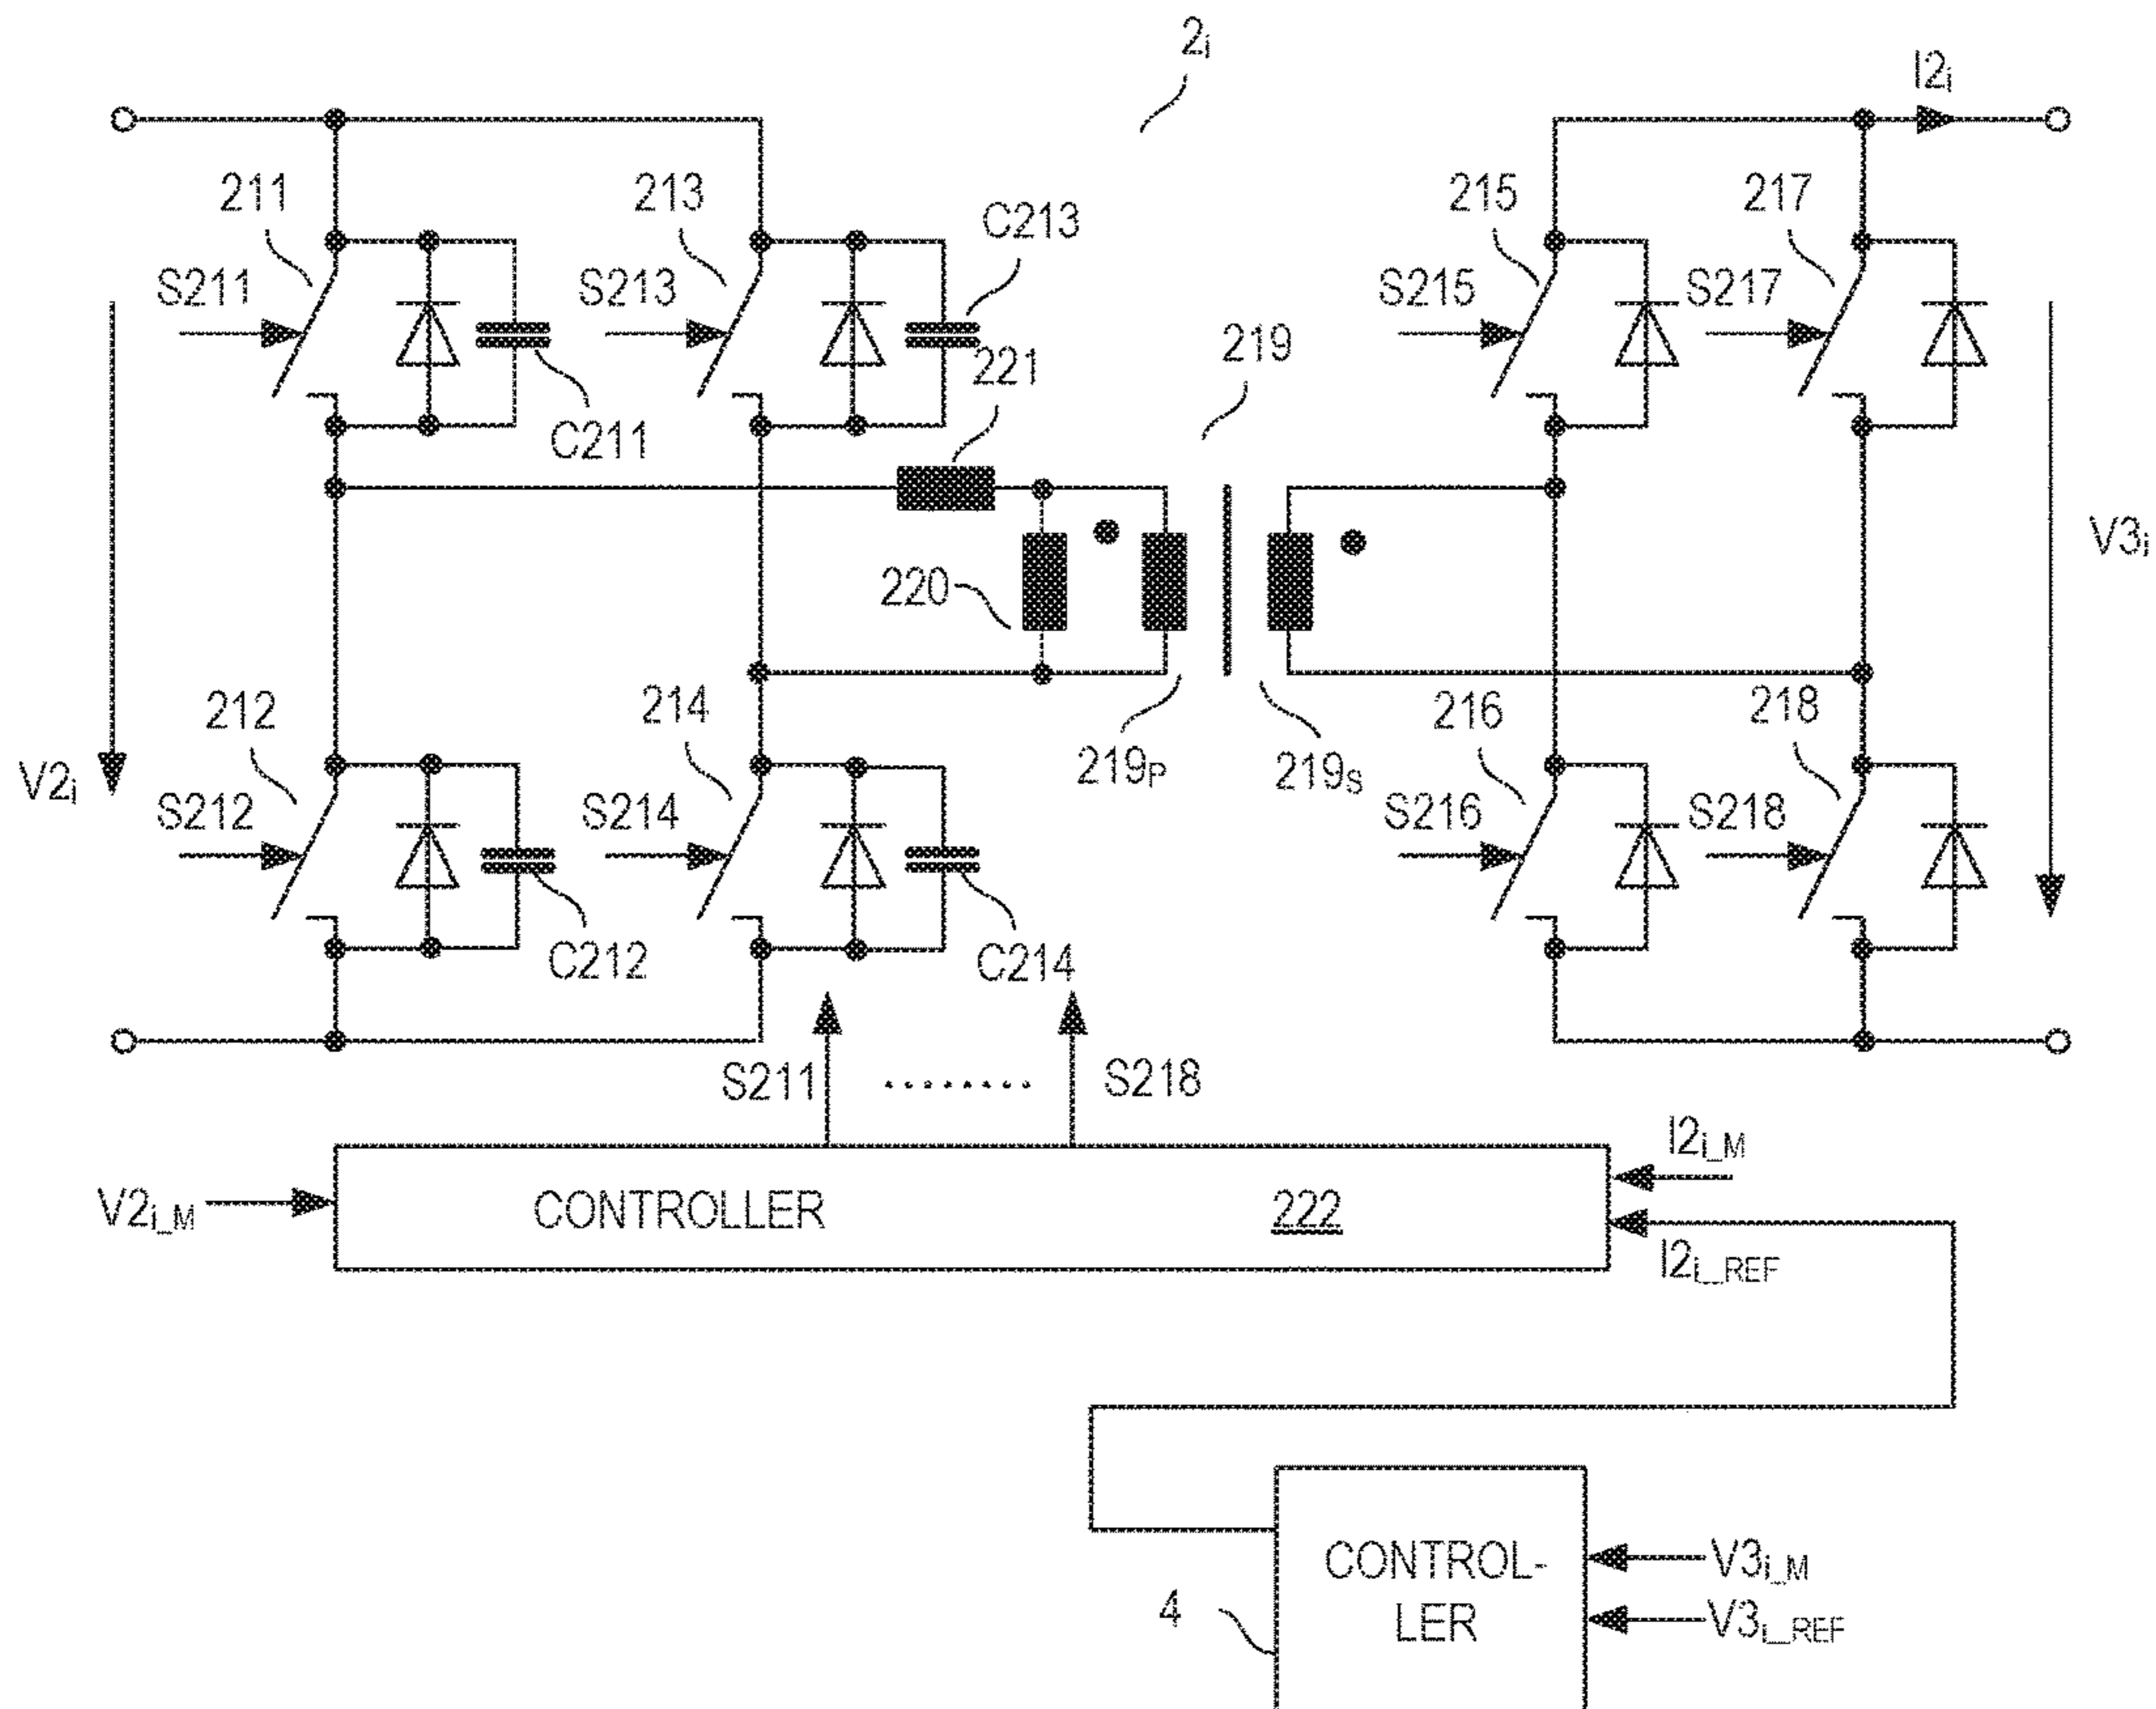 2i
I2i
211
213
C213
215
217
S211
S213
S215
S217
219
221
C211
V3i
220
212
214
219P
219S
216
218
V2i
S212
S214
S216
S218
C212
C214
S211
........
S218
V2i_M
CONTROLLER
222
I2i_M
I2i_REF
CONTROL-
LER
4
V3i_M
V3i_REF